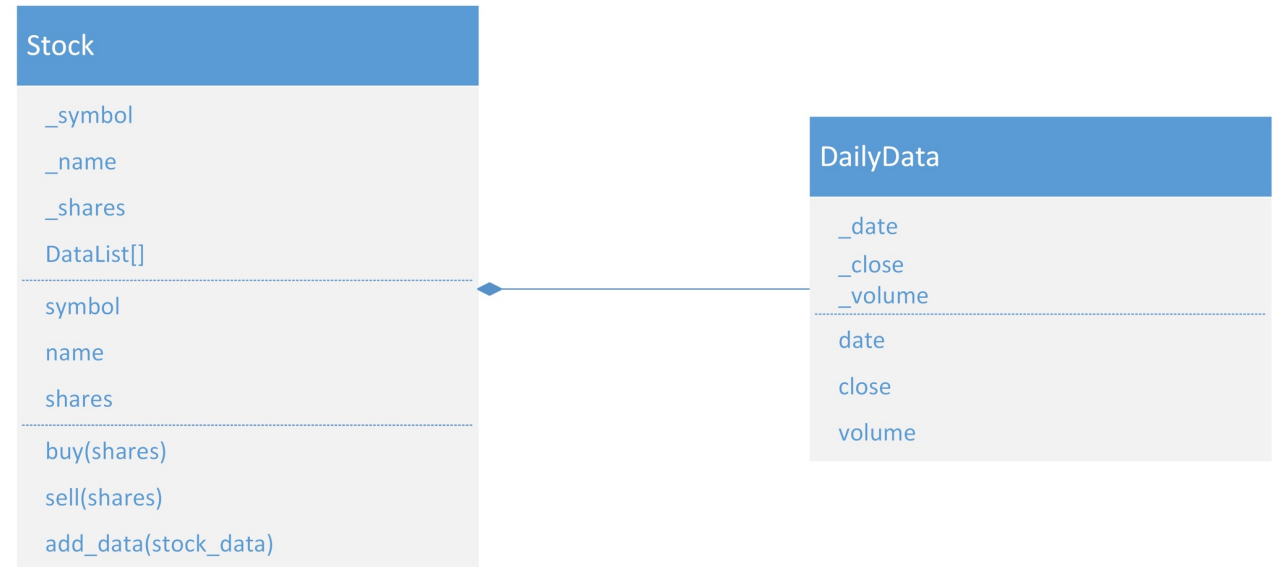 Stock
_symbol
_name
_shares
DataList[]
symbol
name
shares
buy(shares)
sell(shares)
add_data(stock_data)
DailyData
_date
_close
_volume
date
close
volume